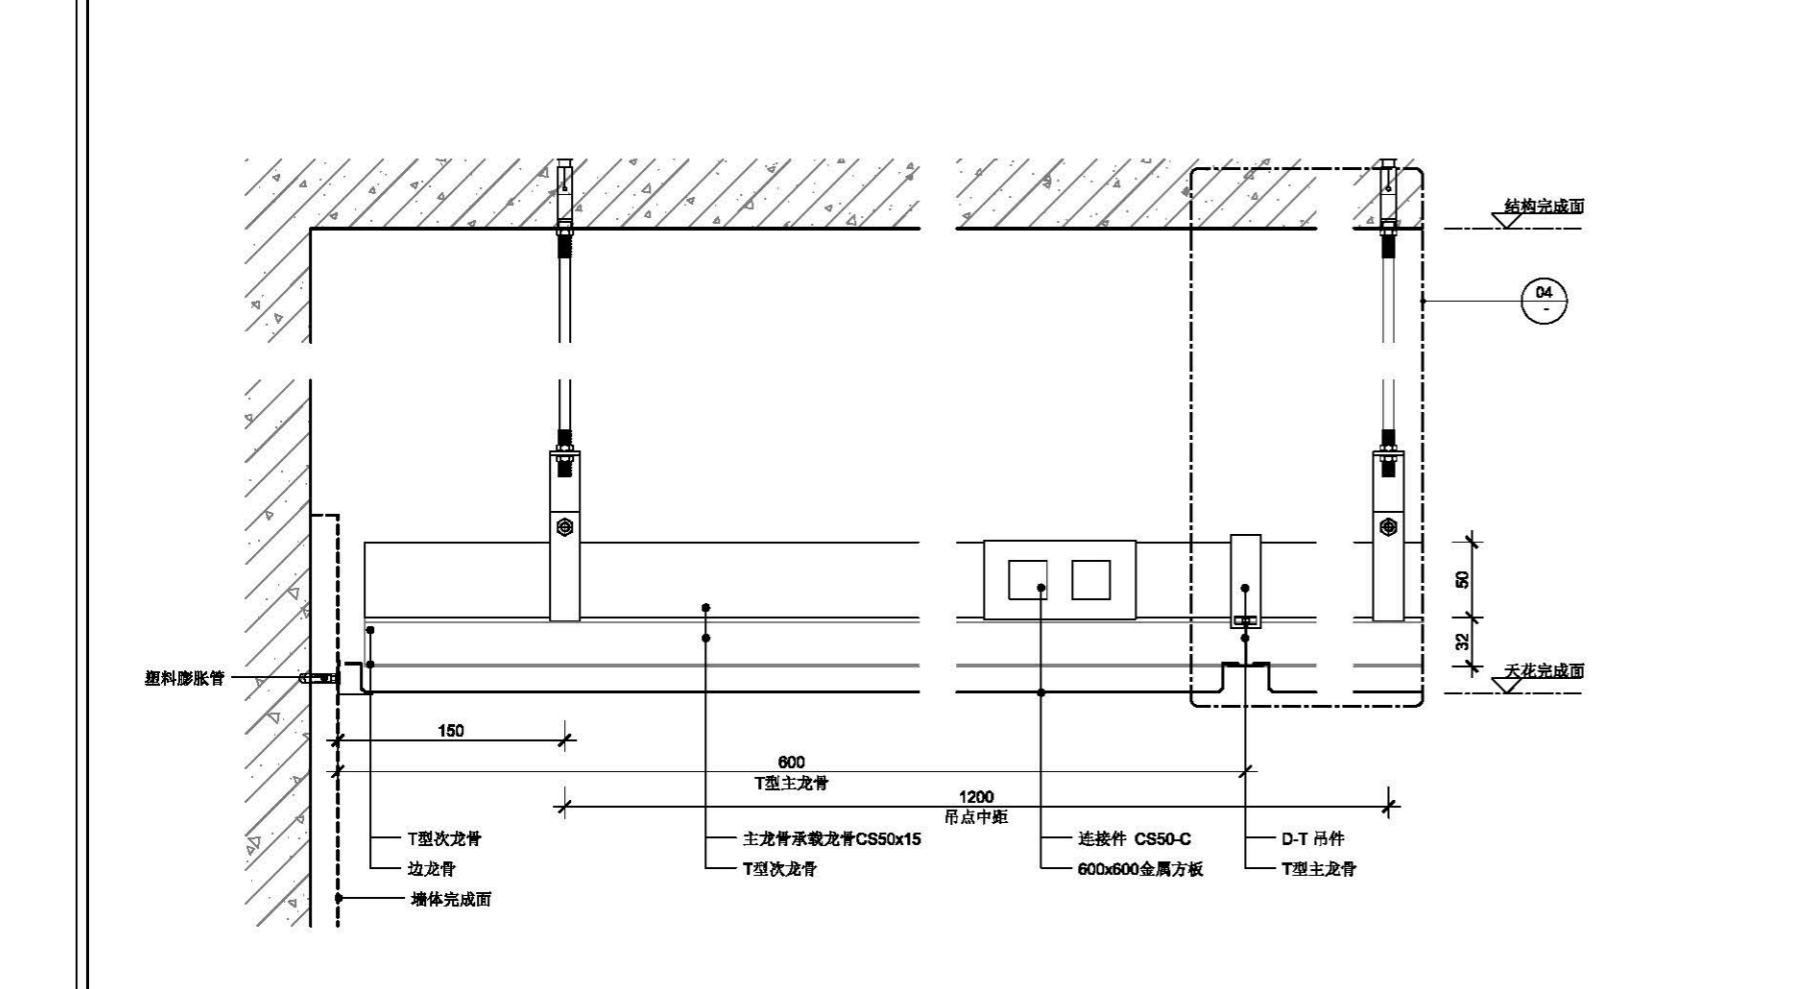 结构完成面
04
-
50
32
塑料膨胀管
天花完成面
150
600
T型主龙骨
1200
吊点中距
T型次龙骨
主龙骨承载龙骨CS50x15
连接件 CS50-C
D-T 吊件
边龙骨
T型次龙骨
600x600金属方板
T型主龙骨
墙体完成面